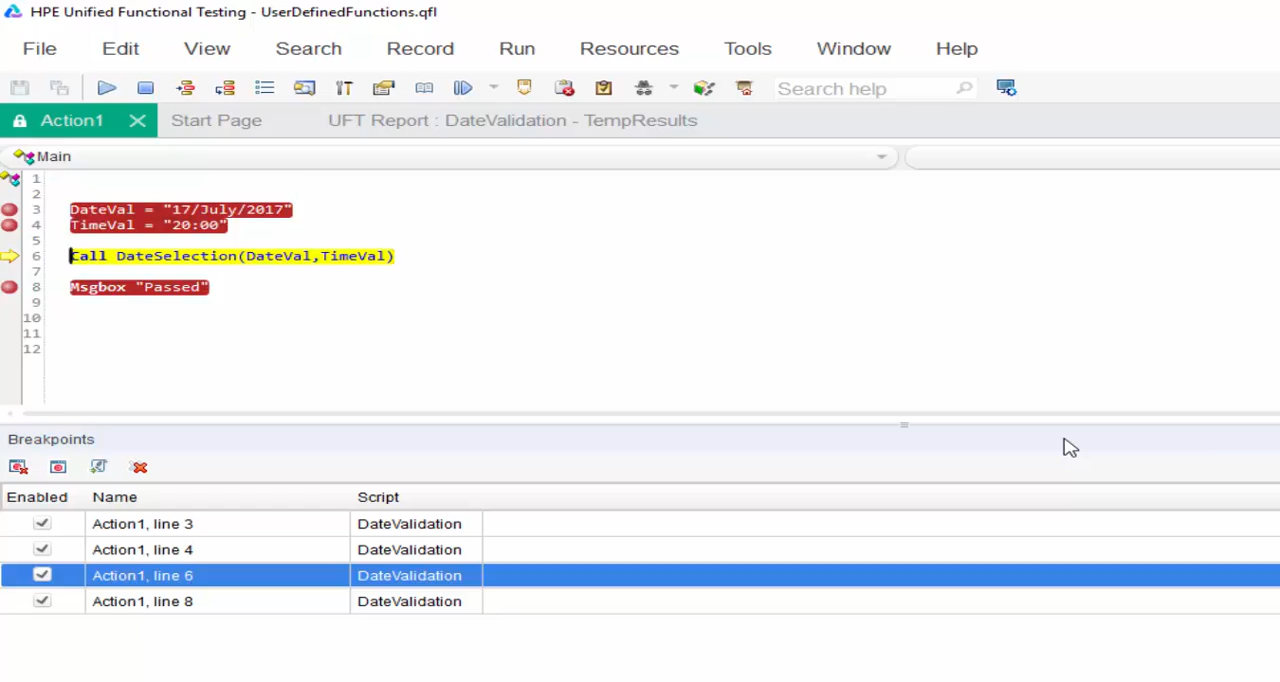 HPE Unified Functional Testing - UserDefinedFunctions.qfl
File Edit View Search Record Run Resources Tools Window Help
Search help
Action1 Start Page UFT Report : DateValidation - TempResults
Main
1
2
3 DateVal = "17/July/2017"
4 TimeVal = "20:00"
5
6 Call DateSelection(DateVal,TimeVal)
7
8 Msgbox "Passed"
9
10
11
12
Breakpoints
Enabled Name Script
Action1, line 3 DateValidation
Action1, line 4 DateValidation
Action1, line 6 DateValidation
Action1, line 8 DateValidation